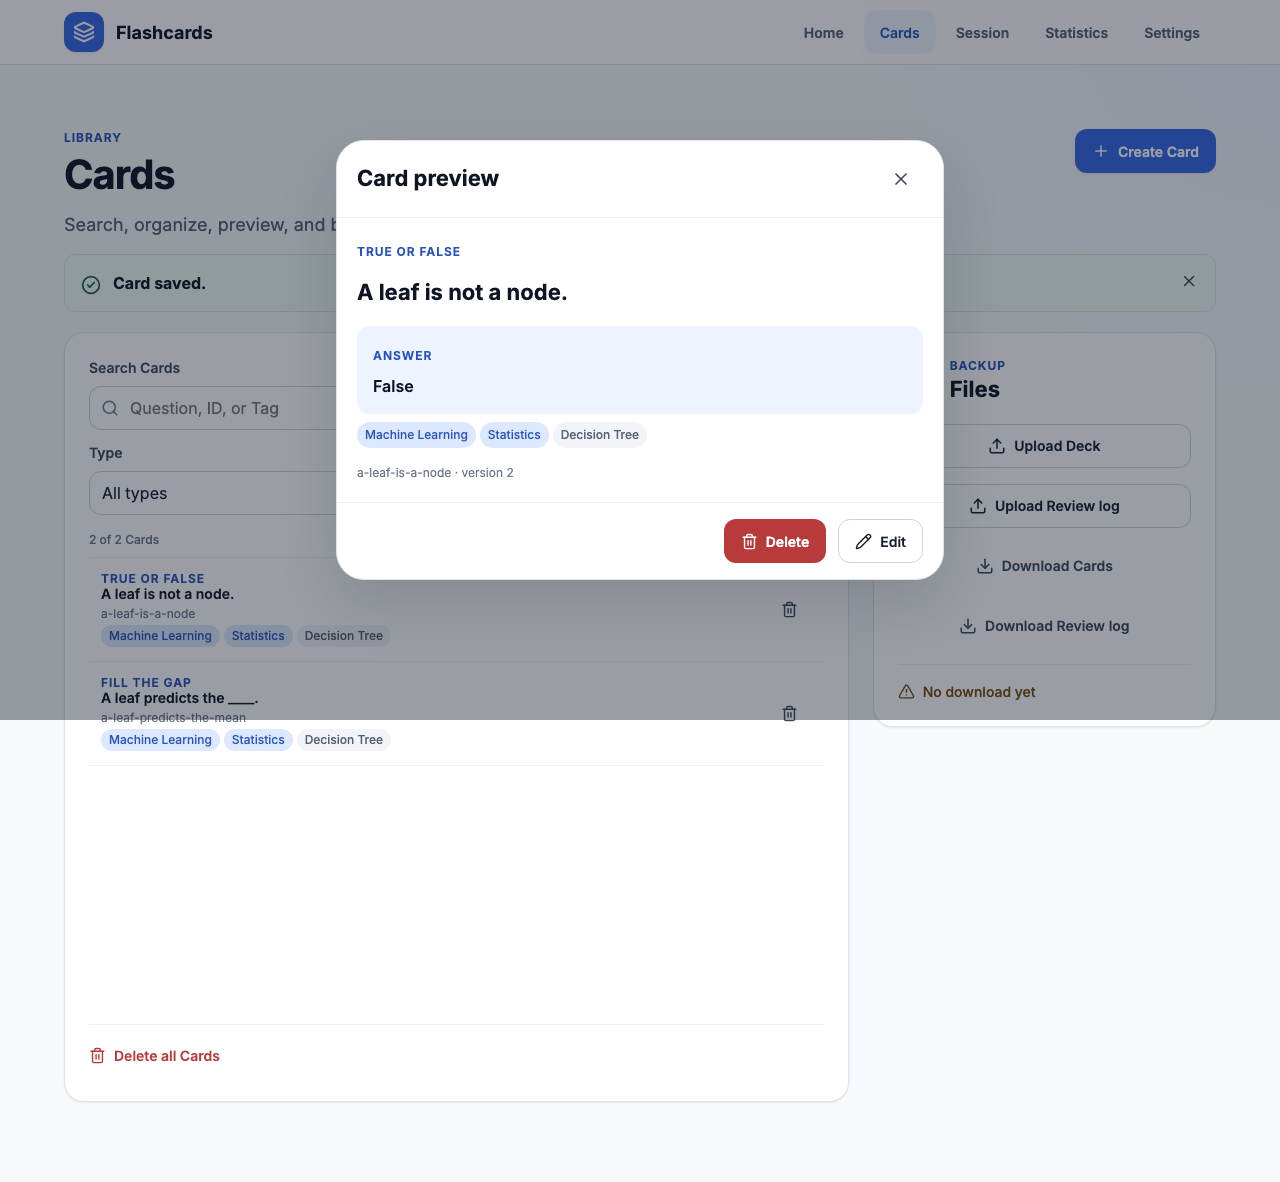 Flashcards
Home
Cards
Session
Statistics
Settings
LIBRARY
Cards
Search, organize, preview, and
Create Card
Card saved.
Search Cards
Question, ID, or Tag
Type
All types
2 of 2 Cards
TRUE OR FALSE
A leaf is not a node.
a-leaf-is-a-node
Machine Learning Statistics Decision Tree
FILL THE GAP
A leaf predicts the ____.
a-leaf-predicts-the-mean
Machine Learning Statistics Decision Tree
Delete all Cards
BACKUP
Files
Upload Deck
Upload Review log
Download Cards
Download Review log
No download yet
Card preview
TRUE OR FALSE
A leaf is not a node.
ANSWER
False
Machine Learning Statistics Decision Tree
a-leaf-is-a-node · version 2
Delete
Edit